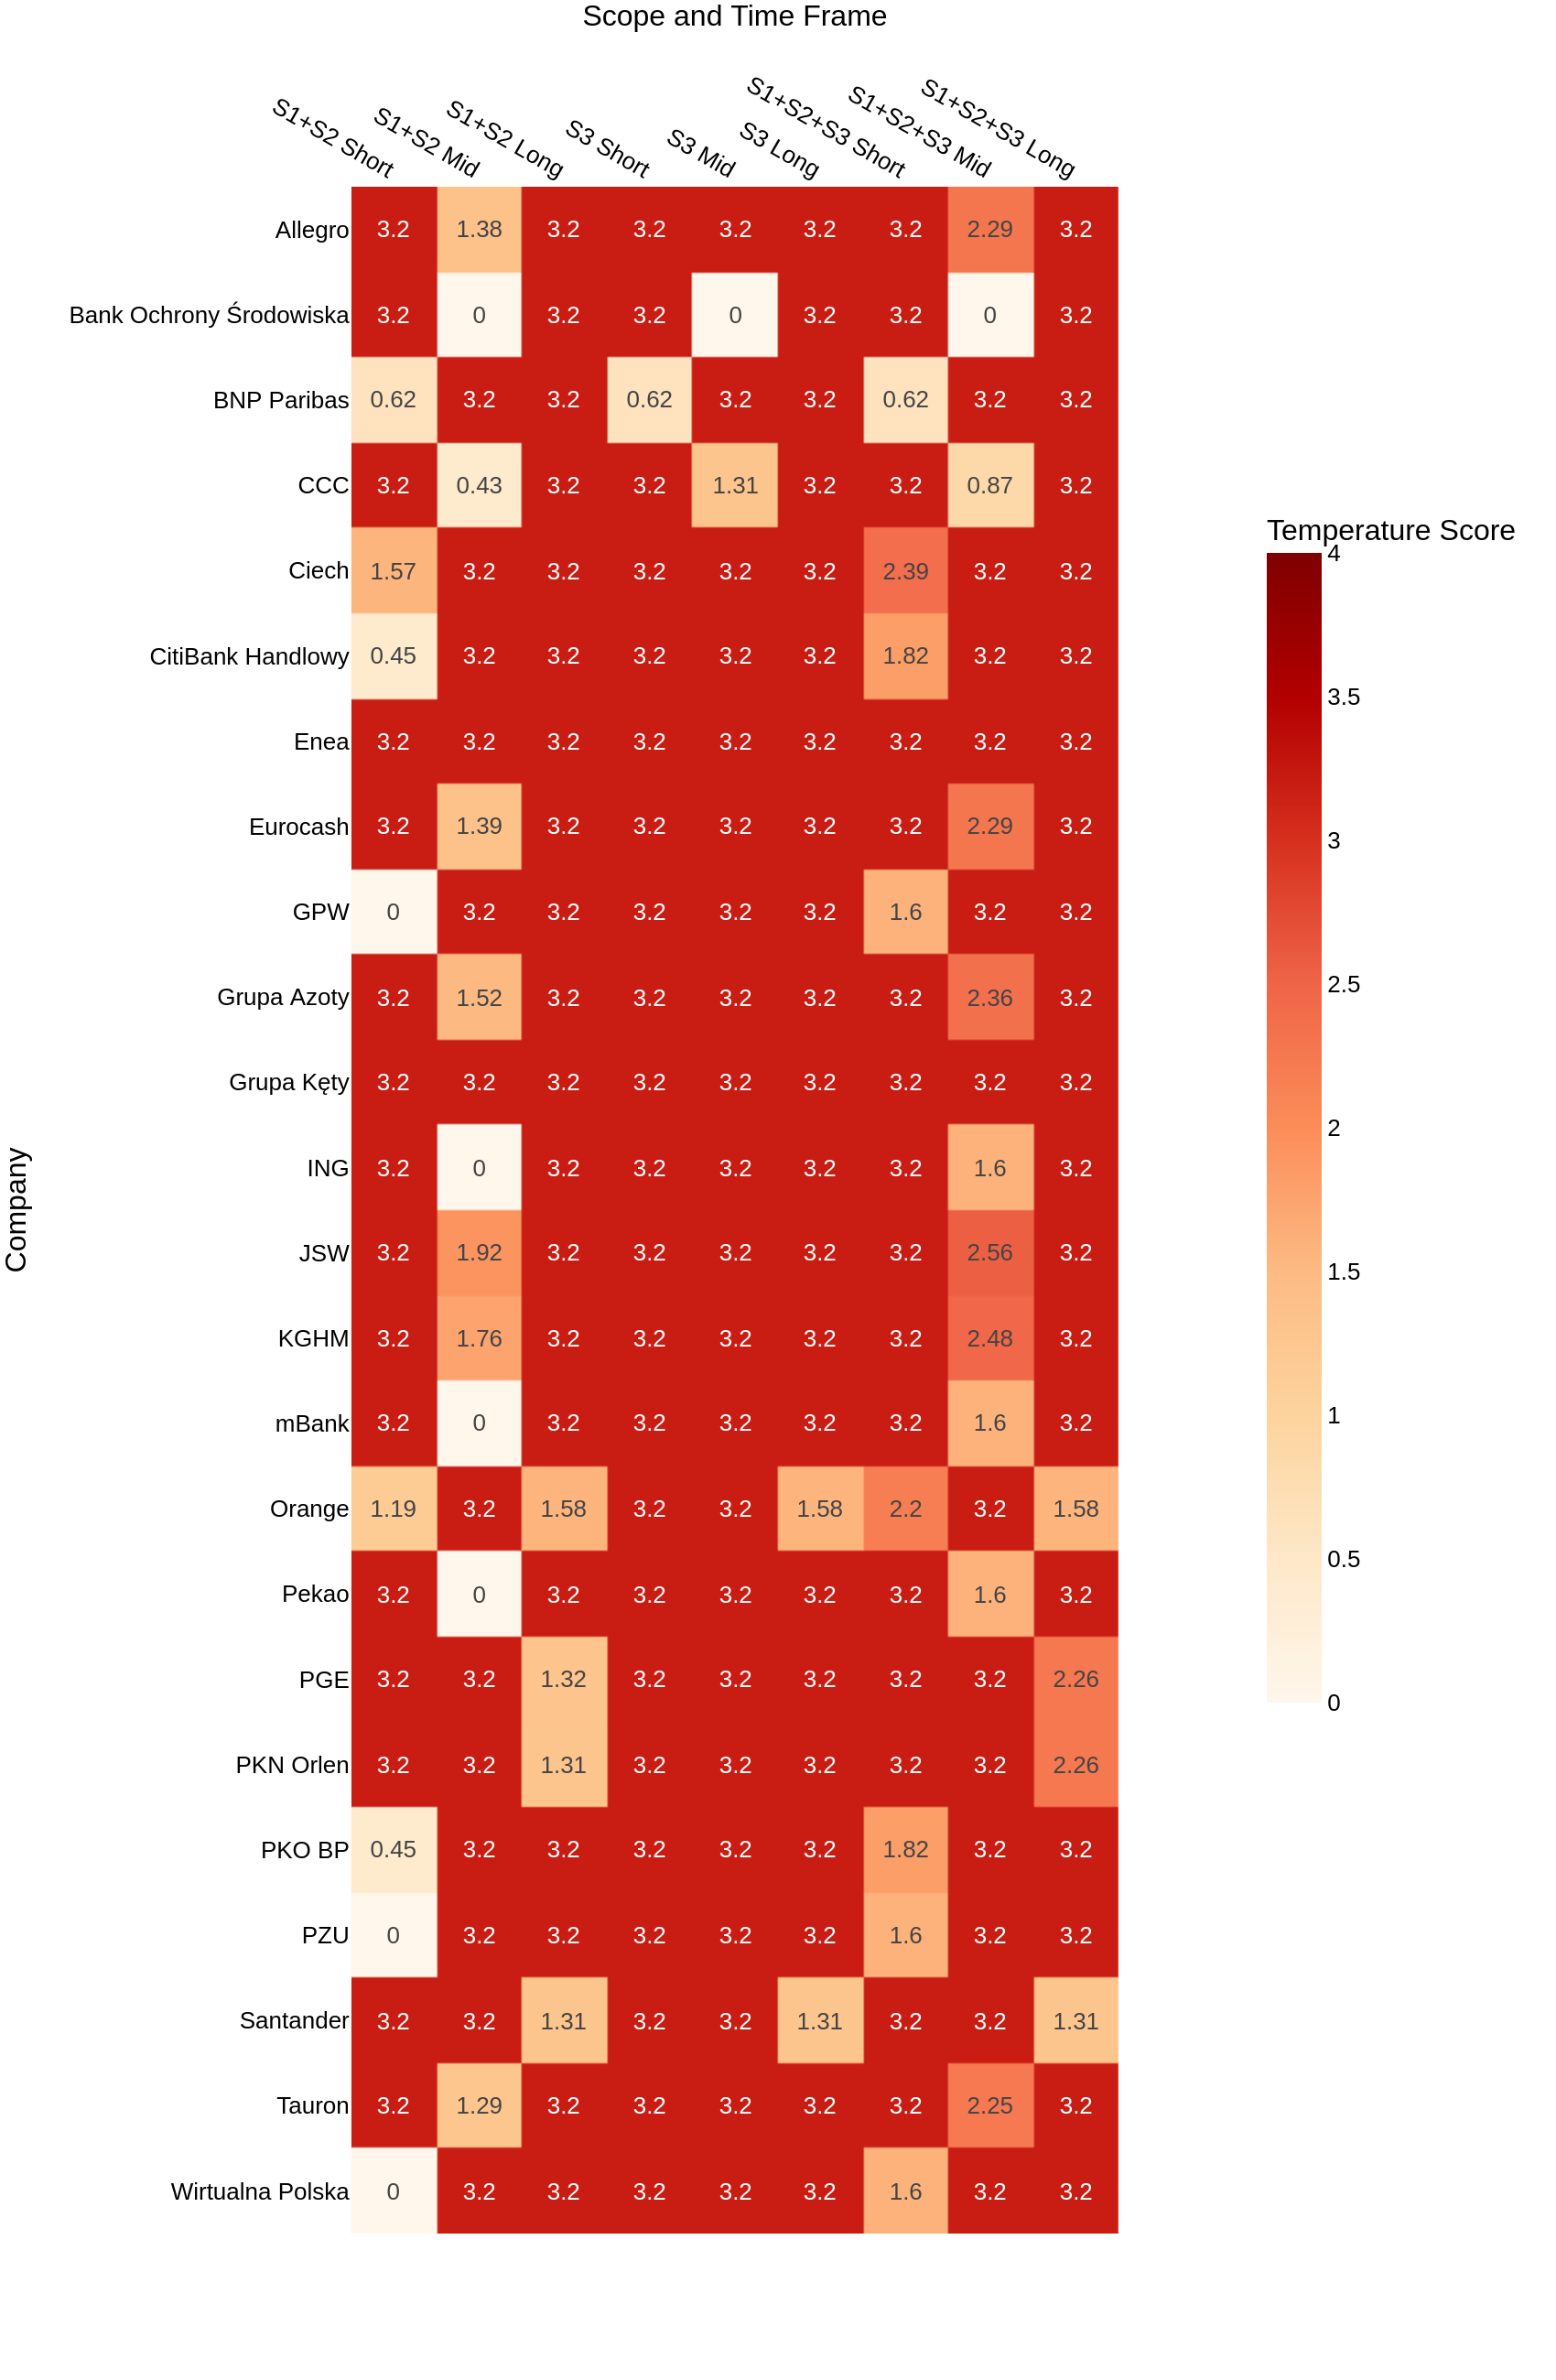 Scope and Time Frame
S1+S2 Short
S1+S2 Mid
S1+S2 Long
S3 Short
S3 Mid
S3 Long
S1+S2+S3 Short
S1+S2+S3 Mid
S1+S2+S3 Long
Allegro 3.2 1.38 3.2 3.2 3.2 3.2 3.2 2.29 3.2
Bank Ochrony Środowiska 3.2 0 3.2 3.2 0 3.2 3.2 0 3.2
BNP Paribas 0.62 3.2 3.2 0.62 3.2 3.2 0.62 3.2 3.2
CCC 3.2 0.43 3.2 3.2 1.31 3.2 3.2 0.87 3.2
Ciech 1.57 3.2 3.2 3.2 3.2 3.2 2.39 3.2 3.2
CitiBank Handlowy 0.45 3.2 3.2 3.2 3.2 3.2 1.82 3.2 3.2
Enea 3.2 3.2 3.2 3.2 3.2 3.2 3.2 3.2 3.2
Eurocash 3.2 1.39 3.2 3.2 3.2 3.2 3.2 2.29 3.2
GPW 0 3.2 3.2 3.2 3.2 3.2 1.6 3.2 3.2
Grupa Azoty 3.2 1.52 3.2 3.2 3.2 3.2 3.2 2.36 3.2
Grupa Kęty 3.2 3.2 3.2 3.2 3.2 3.2 3.2 3.2 3.2
ING 3.2 0 3.2 3.2 3.2 3.2 3.2 1.6 3.2
JSW 3.2 1.92 3.2 3.2 3.2 3.2 3.2 2.56 3.2
KGHM 3.2 1.76 3.2 3.2 3.2 3.2 3.2 2.48 3.2
mBank 3.2 0 3.2 3.2 3.2 3.2 3.2 1.6 3.2
Orange 1.19 3.2 1.58 3.2 3.2 1.58 2.2 3.2 1.58
Pekao 3.2 0 3.2 3.2 3.2 3.2 3.2 1.6 3.2
PGE 3.2 3.2 1.32 3.2 3.2 3.2 3.2 3.2 2.26
PKN Orlen 3.2 3.2 1.31 3.2 3.2 3.2 3.2 3.2 2.26
PKO BP 0.45 3.2 3.2 3.2 3.2 3.2 1.82 3.2 3.2
PZU 0 3.2 3.2 3.2 3.2 3.2 1.6 3.2 3.2
Santander 3.2 3.2 1.31 3.2 3.2 1.31 3.2 3.2 1.31
Tauron 3.2 1.29 3.2 3.2 3.2 3.2 3.2 2.25 3.2
Wirtualna Polska 0 3.2 3.2 3.2 3.2 3.2 1.6 3.2 3.2
Company
Temperature Score
4
3.5
3
2.5
2
1.5
1
0.5
0